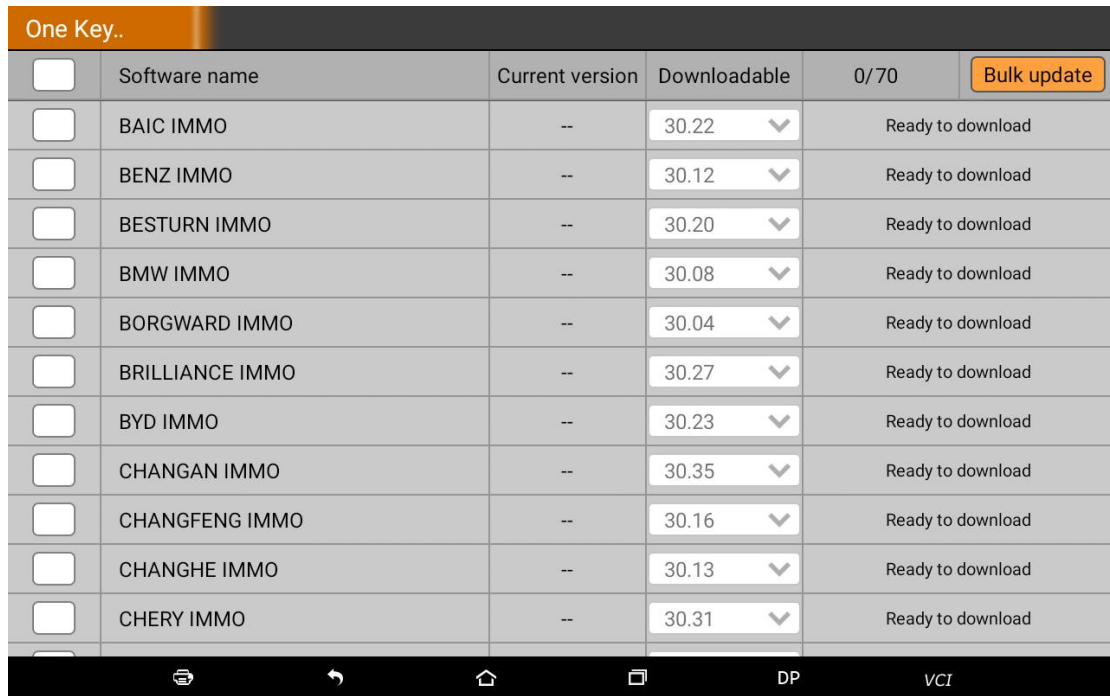 One Key..
Software name Current version Downloadable 0/70 Bulk update
BAIC IMMO -- 30.22 Ready to download
BENZ IMMO -- 30.12 Ready to download
BESTURN IMMO -- 30.20 Ready to download
BMW IMMO -- 30.08 Ready to download
BORGWARD IMMO -- 30.04 Ready to download
BRILLIANCE IMMO -- 30.27 Ready to download
BYD IMMO -- 30.23 Ready to download
CHANGAN IMMO -- 30.35 Ready to download
CHANGFENG IMMO -- 30.16 Ready to download
CHANGHE IMMO -- 30.13 Ready to download
CHERY IMMO -- 30.31 Ready to download
DP VCI